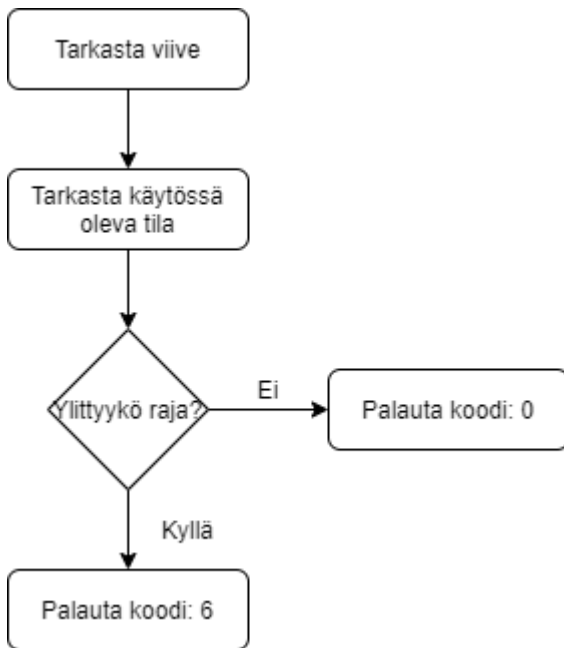 Tarkasta viive
Tarkasta käytössä
oleva tila
Ylittyykö raja?
Ei
Palauta koodi: 0
Kyllä
Palauta koodi: 6